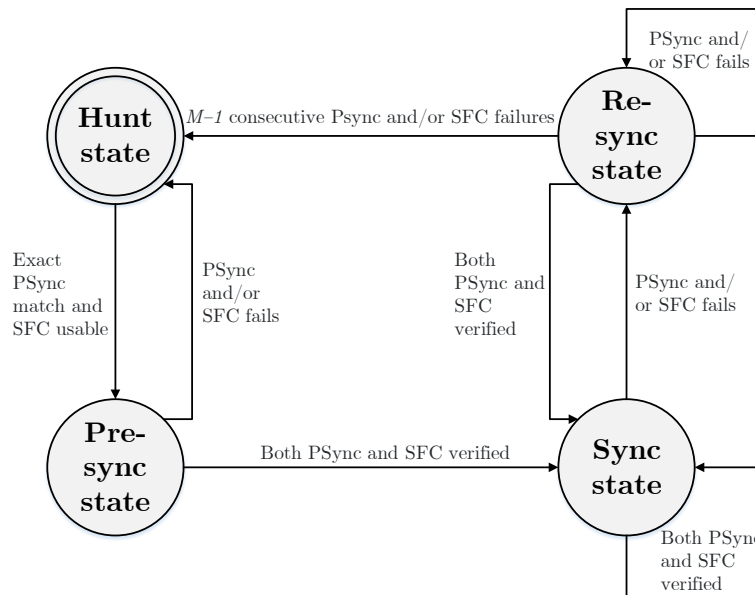 PSync and/
or SFC fails
Hunt
state
M–1 consecutive Psync and/or SFC failures
Re-
sync
state
Exact
PSync
match and
SFC usable
PSync
and/or
SFC fails
Both
PSync and
SFC
verified
PSync and/
or SFC fails
Pre-
sync
state
Both PSync and SFC verified
Sync
state
Both PSync
and SFC
verified